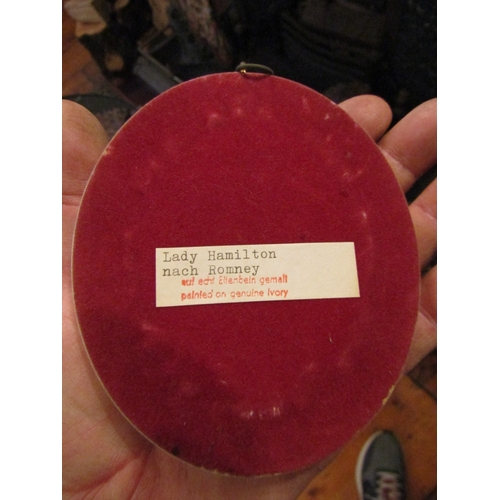 Lady Hamilton
nach Romney
auf echt Elfenbein gemalt
painted on genuine Ivory